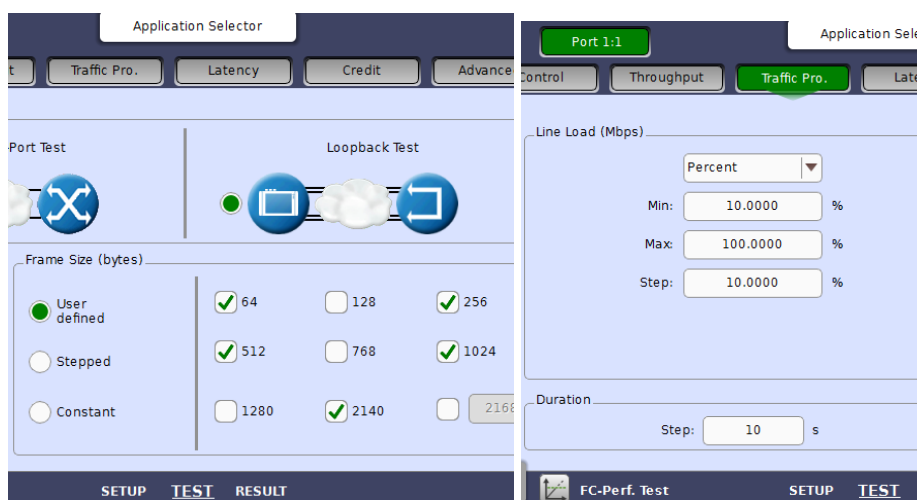 Application Selector
t
Traffic Pro.
Latency
Credit
Advance
-Port Test
Loopback Test
Frame Size (bytes)
User
defined
64
128
256
Stepped
512
768
1024
Constant
1280
2140
2168
SETUP TEST RESULT
Port 1:1
Application Sele
Control
Throughput
Traffic Pro.
Late
Line Load (Mbps)
Percent
Min: 10.0000 %
Max: 100.0000 %
Step: 10.0000 %
Duration
Step: 10 s
FC-Perf. Test SETUP TEST